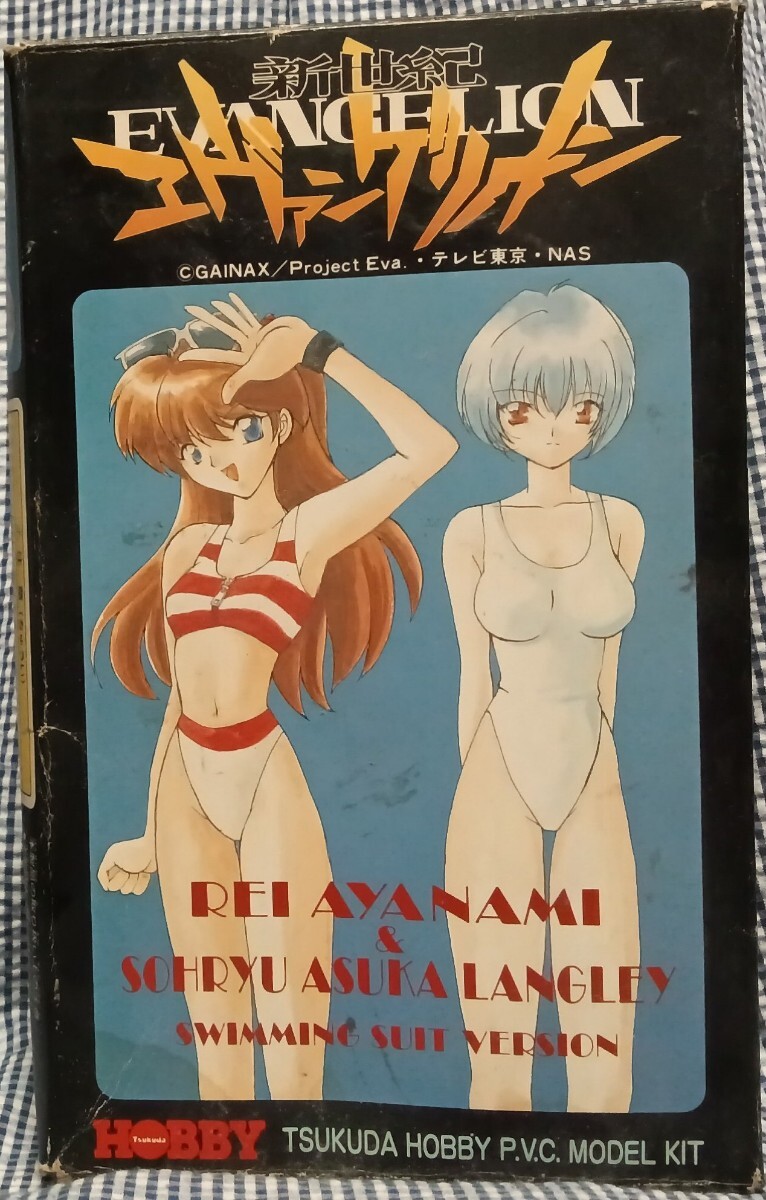 新世紀
EVANGELION
エヴァンゲリオン
©GAINAX／Project Eva.・テレビ東京・NAS
REI AYANAMI
&
SOHRYU ASUKA LANGLEY
SWIMMING SUIT VERSION
HOBBY
Tsukuda
TSUKUDA HOBBY P.V.C. MODEL KIT